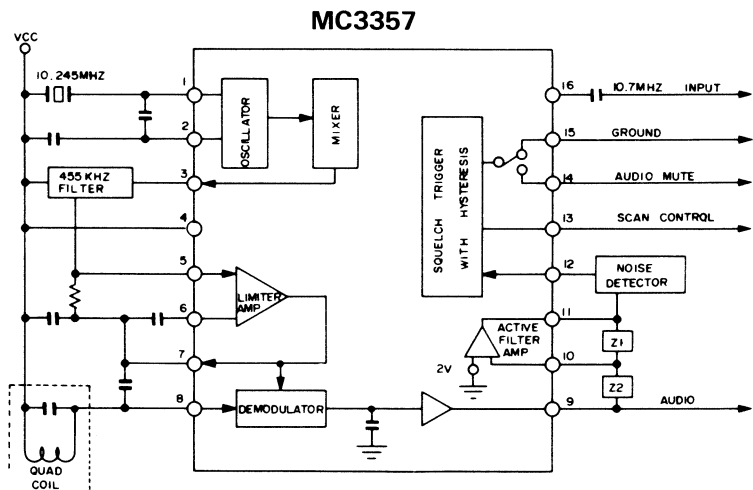 MC3357
VCC
10.245MHZ
1
2
3
4
5
6
7
8
OSCILLATOR
MIXER
455 KHZ
FILTER
LIMITER
AMP
DEMODULATOR
QUAD
COIL
SQUELCH TRIGGER
WITH HYSTERESIS
16
10.7MHZ INPUT
15
GROUND
14
AUDIO MUTE
13
SCAN CONTROL
12
NOISE
DETECTOR
11
ACTIVE
FILTER
AMP
Z1
10
2V
Z2
9
AUDIO